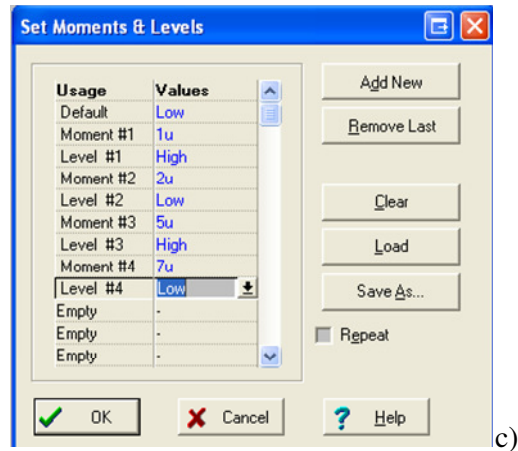 Set Moments & Levels
Usage Values
Default Low
Moment #1 1u
Level #1 High
Moment #2 2u
Level #2 Low
Moment #3 5u
Level #3 High
Moment #4 7u
Level #4 Low
Empty -
Empty -
Empty -
Add New
Remove Last
Clear
Load
Save As...
Repeat
OK Cancel ? Help
c)